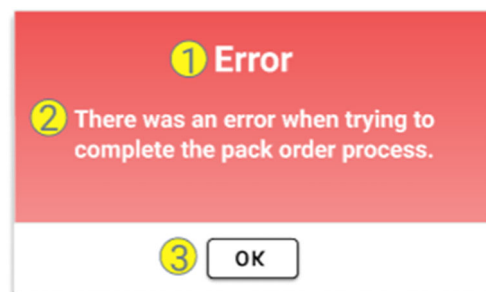 1 Error
2 There was an error when trying to
complete the pack order process.
3 OK